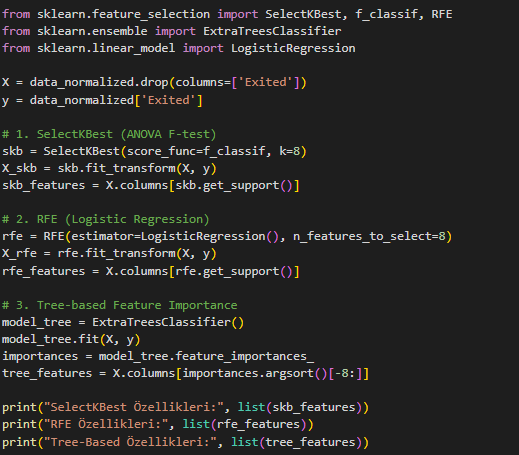 from sklearn.feature_selection import SelectKBest, f_classif, RFE
from sklearn.ensemble import ExtraTreesClassifier
from sklearn.linear_model import LogisticRegression

X = data_normalized.drop(columns=['Exited'])
y = data_normalized['Exited']

# 1. SelectKBest (ANOVA F-test)
skb = SelectKBest(score_func=f_classif, k=8)
X_skb = skb.fit_transform(X, y)
skb_features = X.columns[skb.get_support()]

# 2. RFE (Logistic Regression)
rfe = RFE(estimator=LogisticRegression(), n_features_to_select=8)
X_rfe = rfe.fit_transform(X, y)
rfe_features = X.columns[rfe.get_support()]

# 3. Tree-based Feature Importance
model_tree = ExtraTreesClassifier()
model_tree.fit(X, y)
importances = model_tree.feature_importances_
tree_features = X.columns[importances.argsort()[-8:]]

print("SelectKBest Özellikleri:", list(skb_features))
print("RFE Özellikleri:", list(rfe_features))
print("Tree-Based Özellikleri:", list(tree_features))